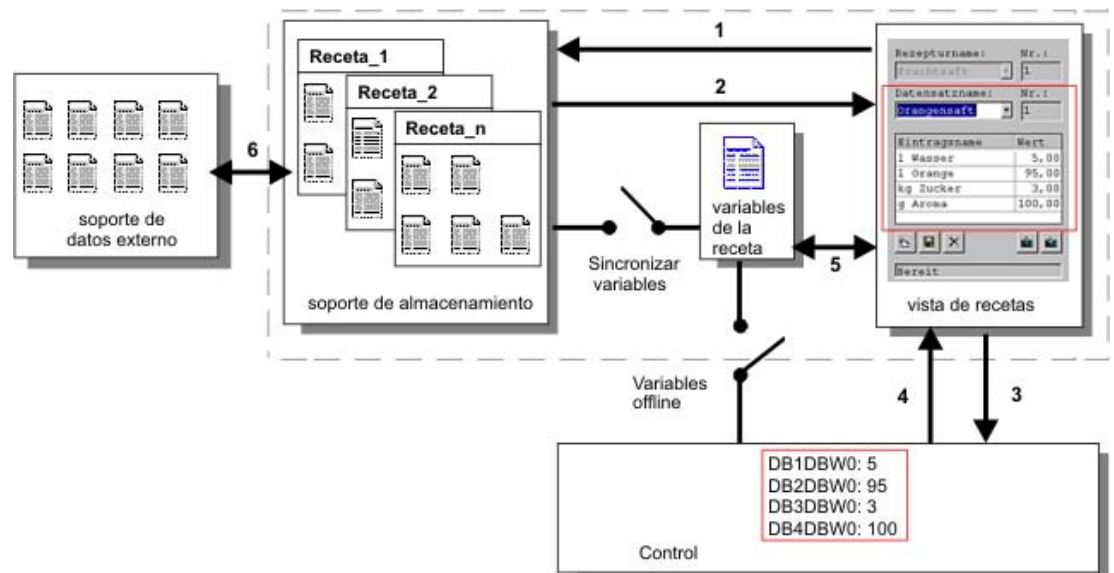 1
Receta_1
Receta_2
Receta_n
2
6
soporte de
datos externo
soporte de almacenamiento
Sincronizar
variables
variables
de la
receta
5
Rezepturname:
Nr.:
Fruchtsaft
1
Datensatzname:
Nr.:
Orangensaft
1
Eintragsname
Wert
l Wasser
5,00
l Orange
95,00
kg Zucker
3,00
g Aroma
100,00
Bereit
vista de recetas
Variables
offline
4
3
DB1DBW0: 5
DB2DBW0: 95
DB3DBW0: 3
DB4DBW0: 100
Control